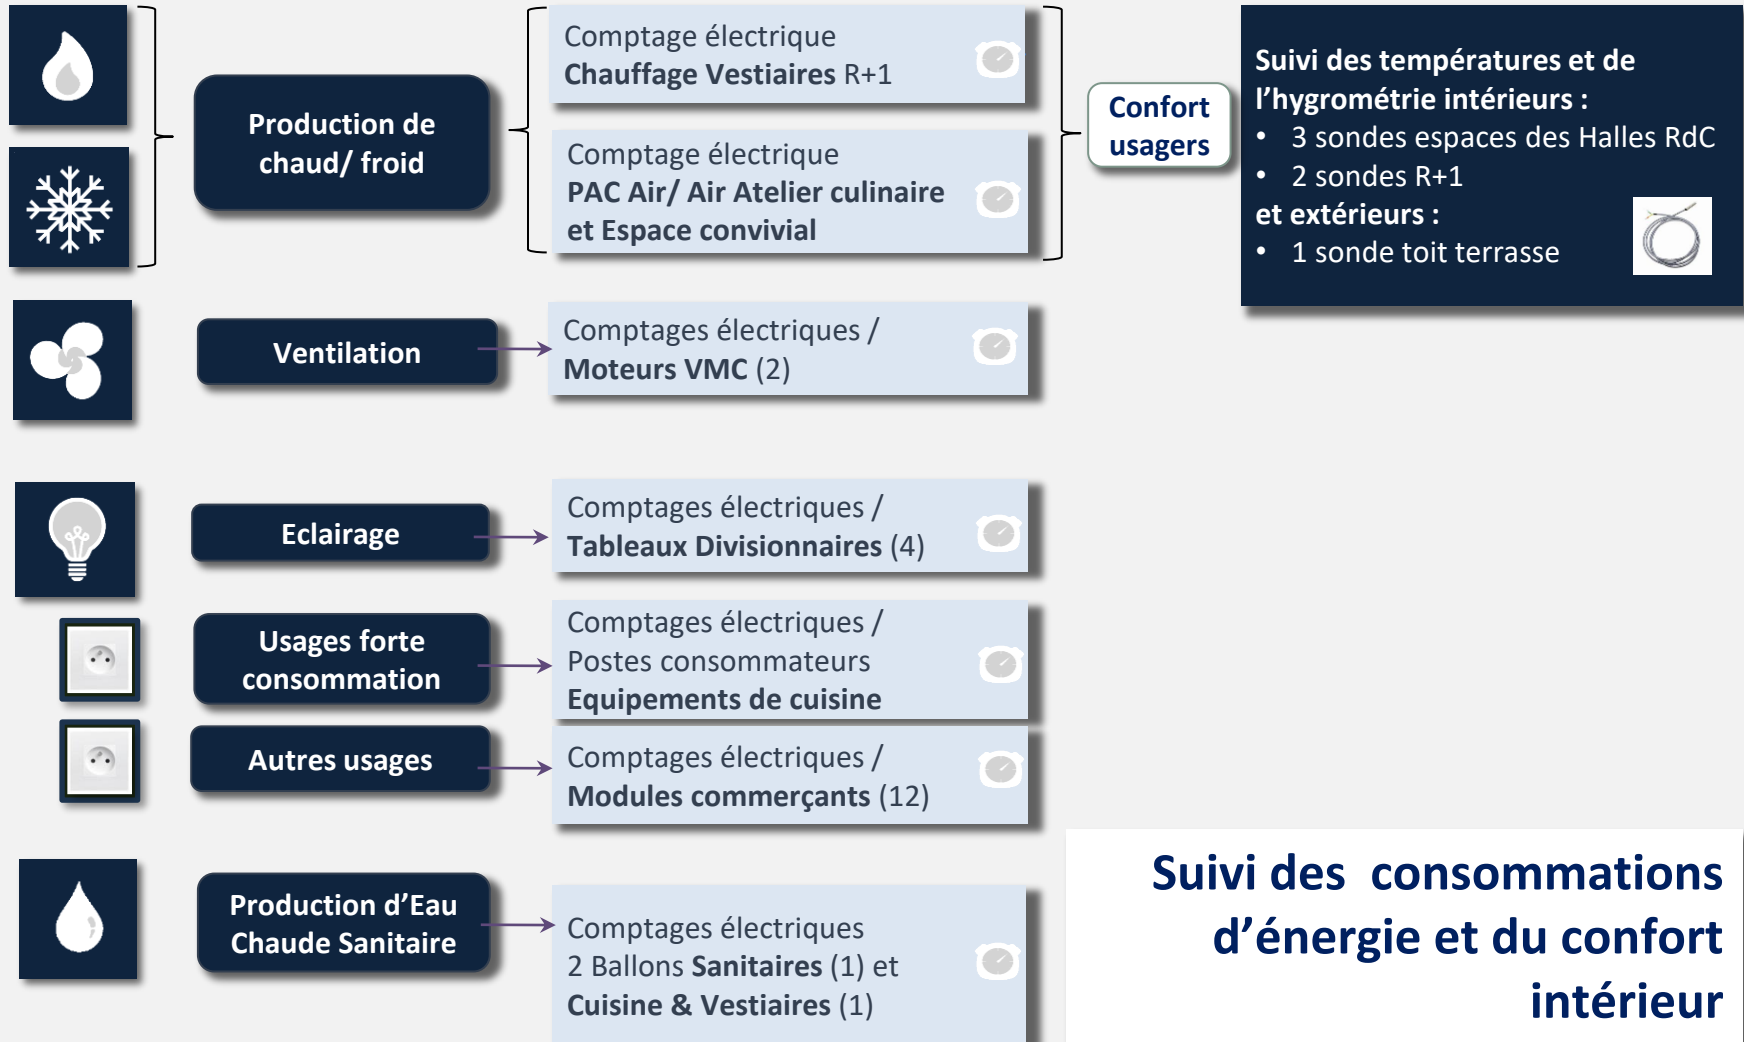 Production de
chaud/ froid
Comptage électrique
Chauffage Vestiaires R+1
Comptage électrique
PAC Air/ Air Atelier culinaire
et Espace convivial
Confort
usagers
Suivi des températures et de
l’hygrométrie intérieurs :
• 3 sondes espaces des Halles RdC
• 2 sondes R+1
et extérieurs :
• 1 sonde toit terrasse
Ventilation
Comptages électriques /
Moteurs VMC (2)
Eclairage
Comptages électriques /
Tableaux Divisionnaires (4)
Usages forte
consommation
Comptages électriques /
Postes consommateurs
Equipements de cuisine
Autres usages
Comptages électriques /
Modules commerçants (12)
Production d’Eau
Chaude Sanitaire
Comptages électriques
2 Ballons Sanitaires (1) et
Cuisine & Vestiaires (1)
Suivi des  consommations
d’énergie et du confort
intérieur